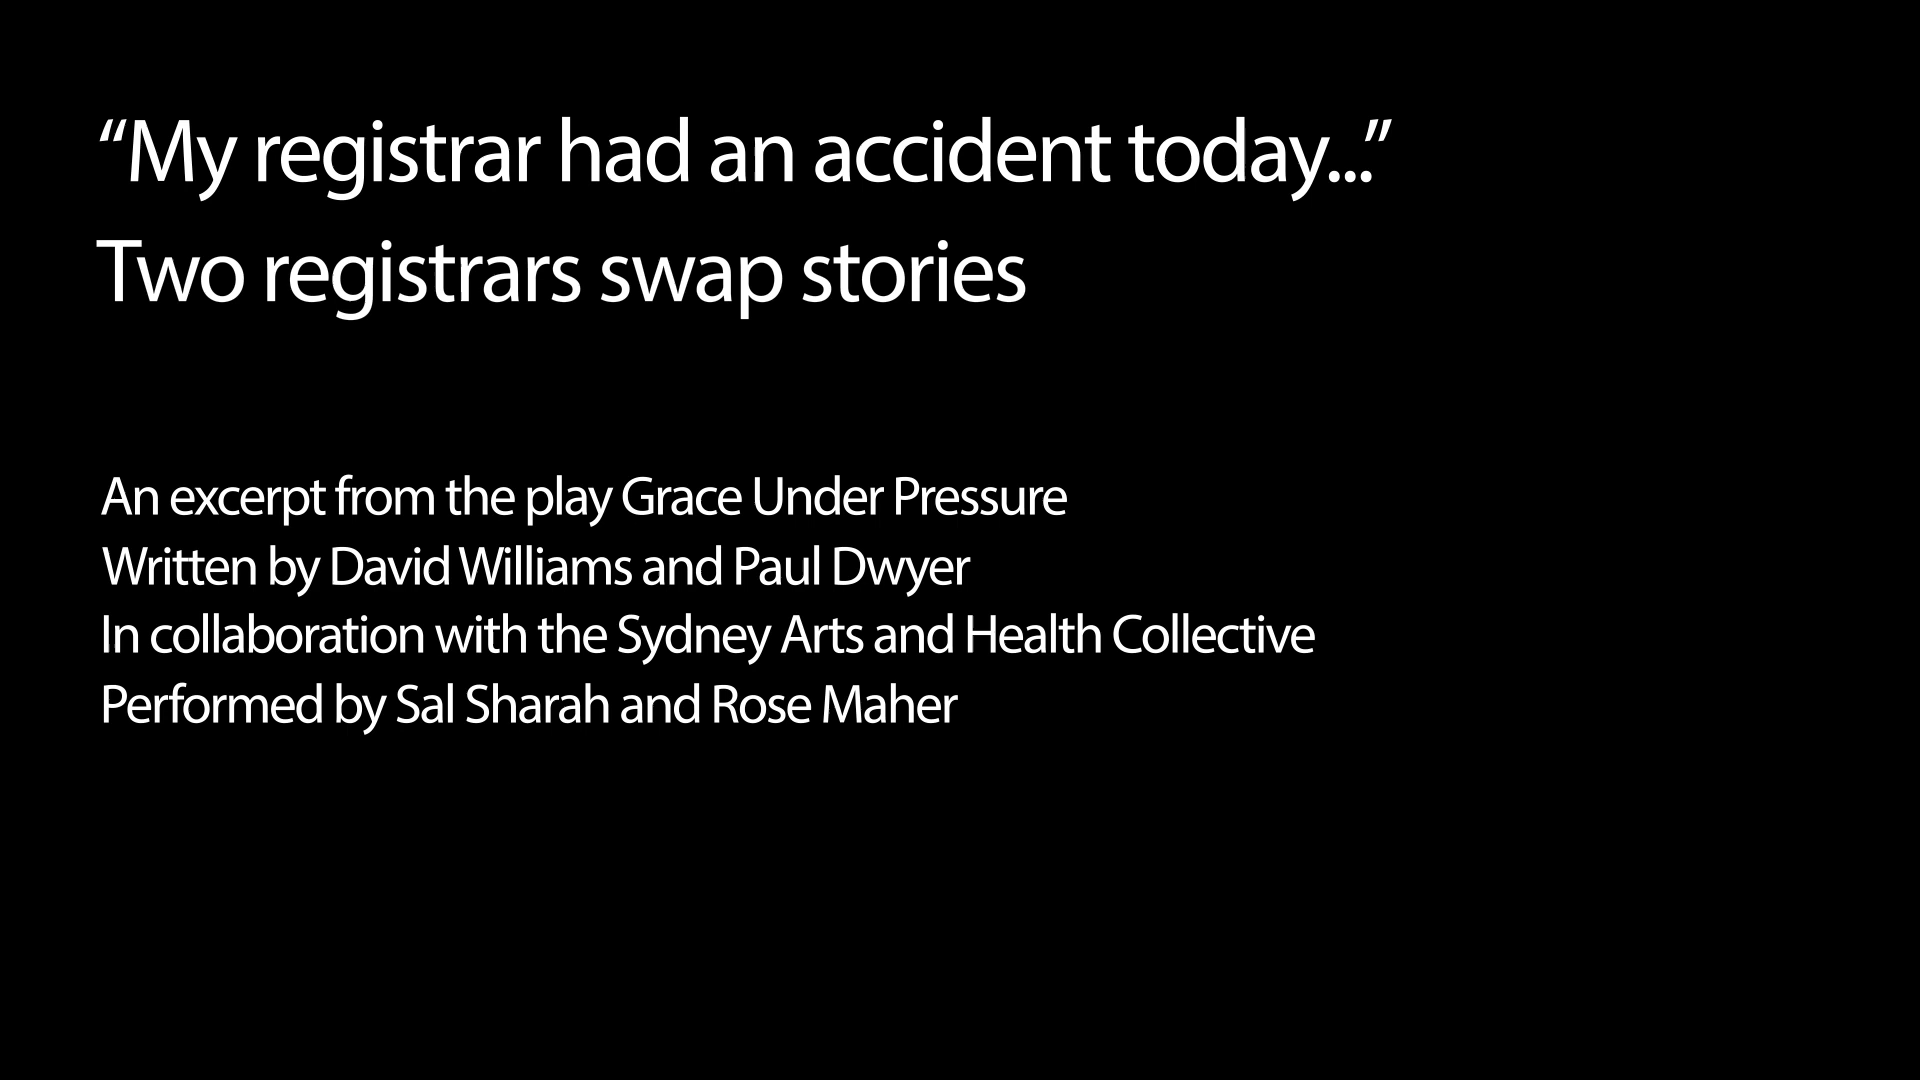 “My registrar had an accident today...”
Two registrars swap stories
An excerpt from the play Grace Under Pressure
Written by David Williams and Paul Dwyer
In collaboration with the Sydney Arts and Health Collective
Performed by Sal Sharah and Rose Maher